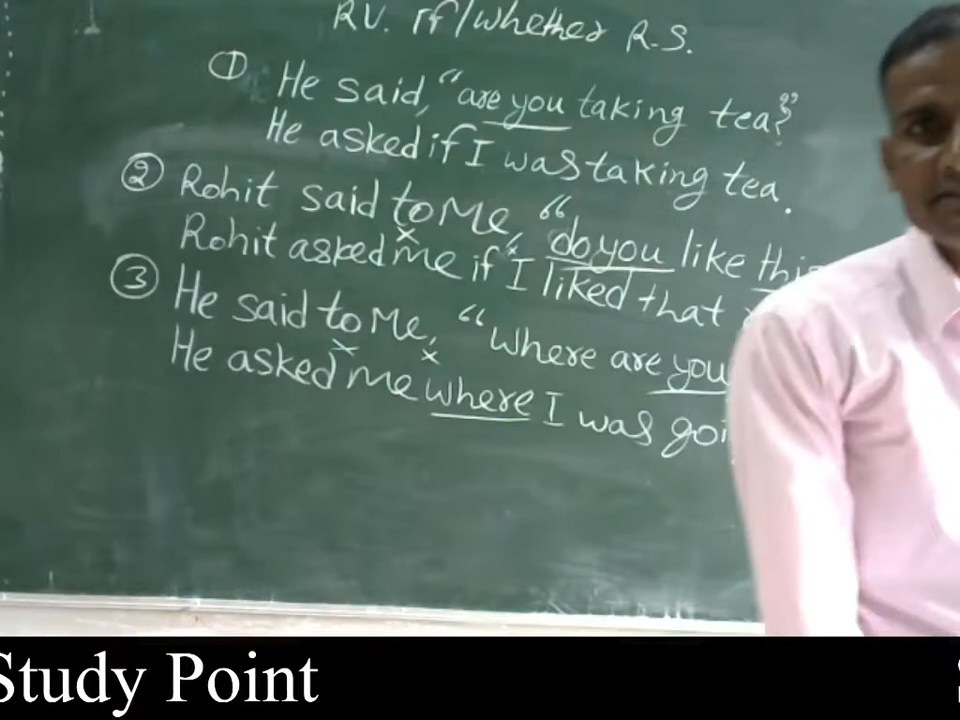 RV. If/whether R.S.
① He said, "are you taking tea?"
He asked if I was taking tea.
② Rohit said to Me, "do you like this
Rohit asked me if I liked that
③ He said to Me, "where are you
He asked me where I was goi
Study Point